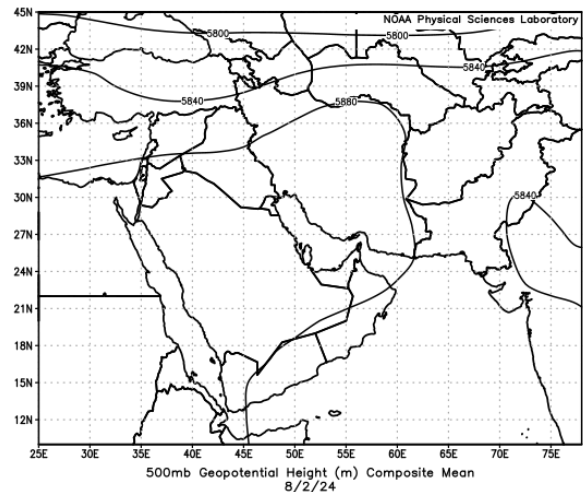 NOAA Physical Sciences Laboratory
45N
5800
5800
42N
5840
39N
5840
5880
36N
33N
30N
5840
27N
24N
21N
18N
15N
12N
25E 30E 35E 40E 45E 50E 55E 60E 65E 70E 75E
500mb Geopotential Height (m) Composite Mean
8/2/24